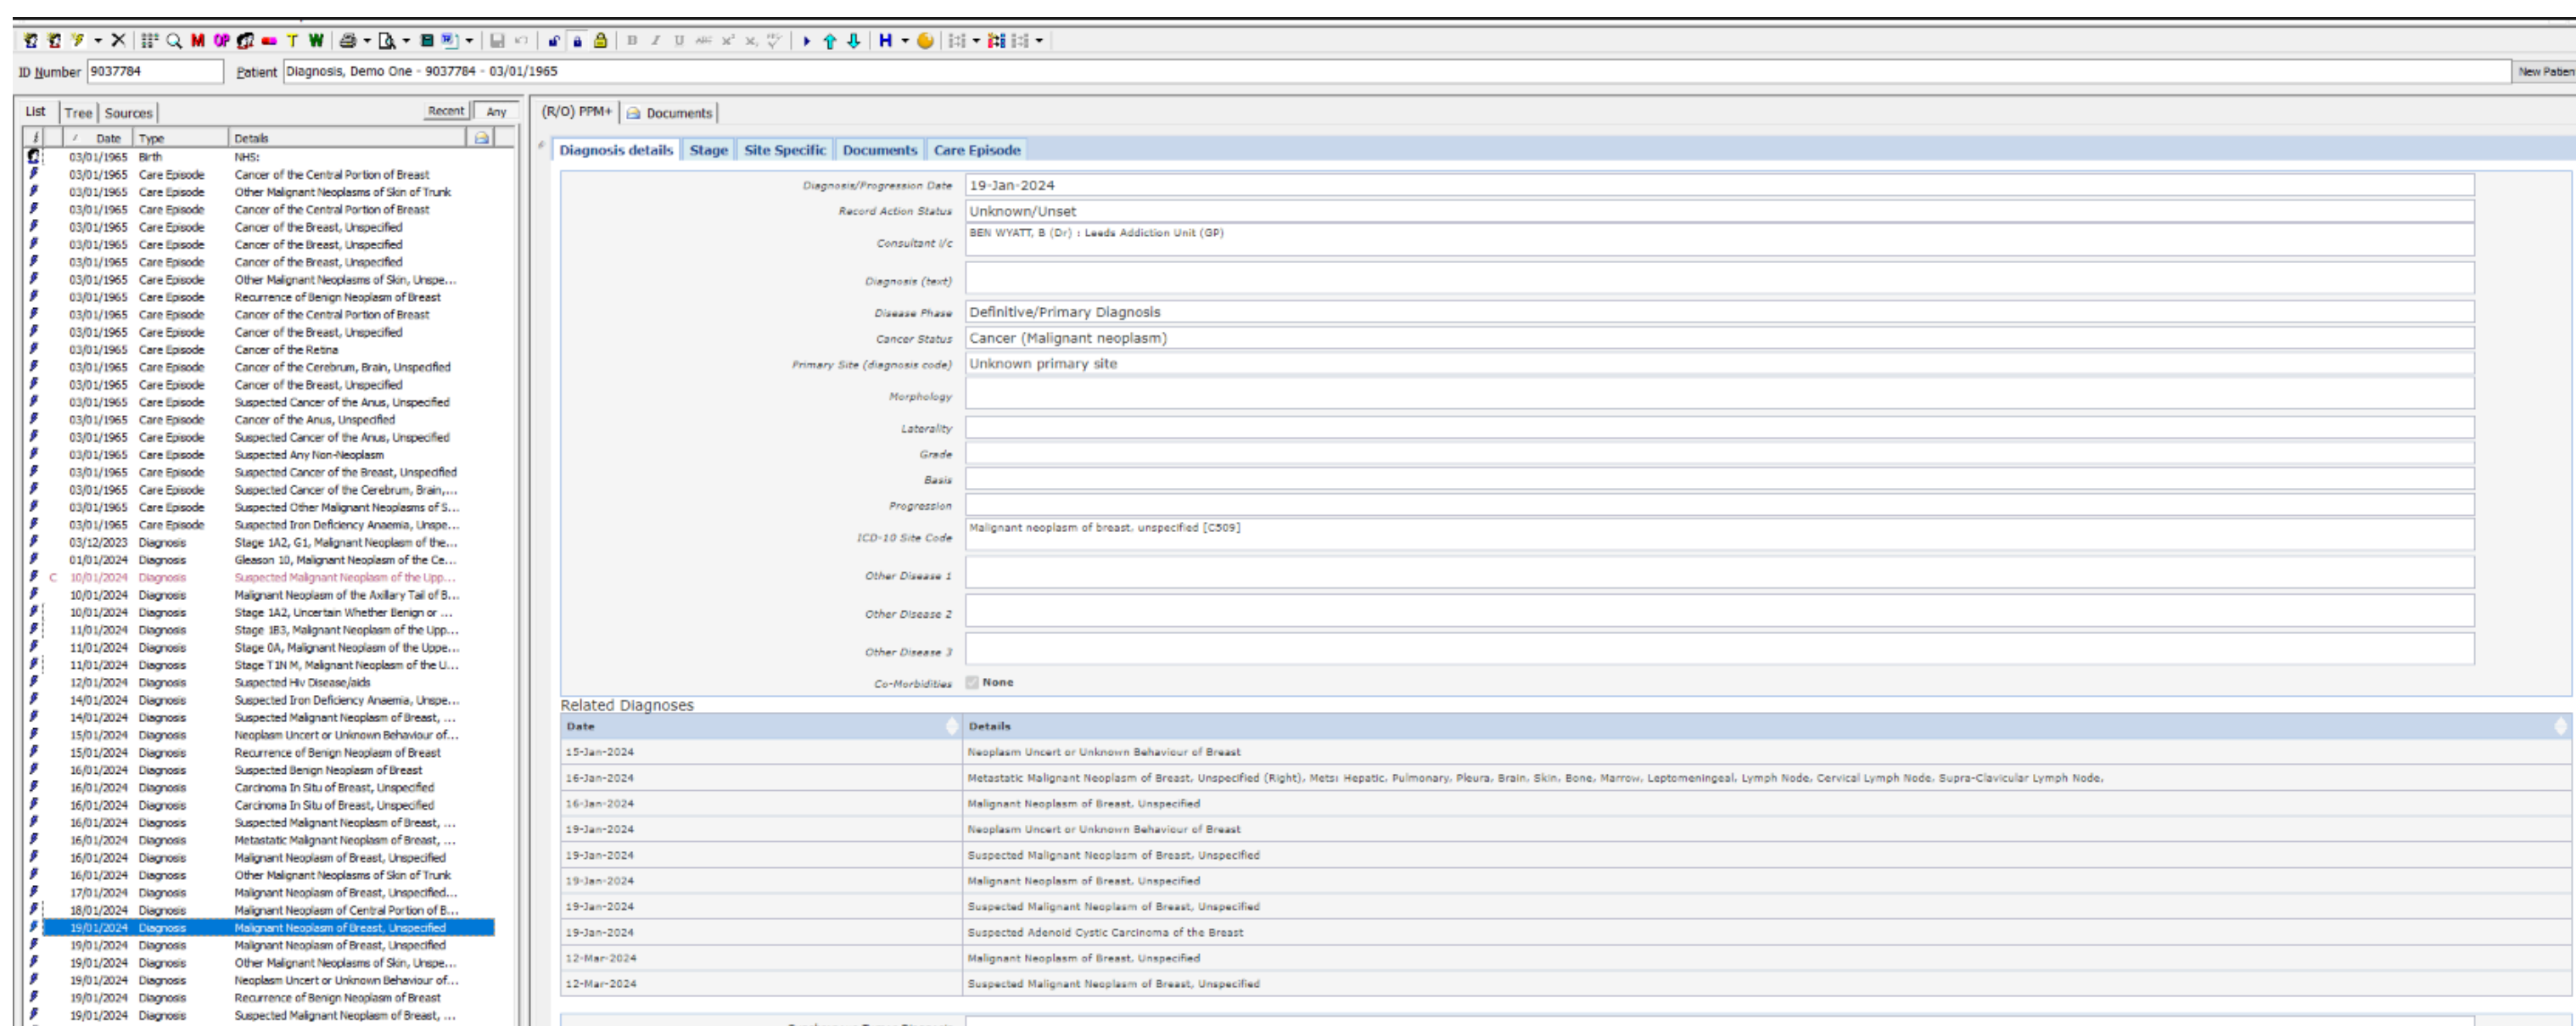 ID Number 9037784 Patient Diagnosis, Demo One - 9037784 - 03/01/1965 New Patien
List Tree Sources Recent Any
Date Type Details
03/01/1965 Birth NHS:
03/01/1965 Care Episode Cancer of the Central Portion of Breast
03/01/1965 Care Episode Other Malignant Neoplasms of Skin of Trunk
03/01/1965 Care Episode Cancer of the Central Portion of Breast
03/01/1965 Care Episode Cancer of the Breast, Unspecified
03/01/1965 Care Episode Cancer of the Breast, Unspecified
03/01/1965 Care Episode Cancer of the Breast, Unspecified
03/01/1965 Care Episode Other Malignant Neoplasms of Skin, Unspe...
03/01/1965 Care Episode Recurrence of Benign Neoplasm of Breast
03/01/1965 Care Episode Cancer of the Central Portion of Breast
03/01/1965 Care Episode Cancer of the Breast, Unspecified
03/01/1965 Care Episode Cancer of the Retina
03/01/1965 Care Episode Cancer of the Cerebrum, Brain, Unspecified
03/01/1965 Care Episode Cancer of the Breast, Unspecified
03/01/1965 Care Episode Suspected Cancer of the Anus, Unspecified
03/01/1965 Care Episode Cancer of the Anus, Unspecified
03/01/1965 Care Episode Suspected Cancer of the Anus, Unspecified
03/01/1965 Care Episode Suspected Any Non-Neoplasm
03/01/1965 Care Episode Suspected Cancer of the Breast, Unspecified
03/01/1965 Care Episode Suspected Cancer of the Cerebrum, Brain,...
03/01/1965 Care Episode Suspected Other Malignant Neoplasms of S...
03/01/1965 Care Episode Suspected Iron Deficiency Anaemia, Unspe...
03/12/2023 Diagnosis Stage 1A2, G1, Malignant Neoplasm of the...
01/01/2024 Diagnosis Gleason 10, Malignant Neoplasm of the Ce...
C 10/01/2024 Diagnosis Suspected Malignant Neoplasm of the Upp...
10/01/2024 Diagnosis Malignant Neoplasm of the Axillary Tail of B...
10/01/2024 Diagnosis Stage 1A2, Uncertain Whether Benign or ...
11/01/2024 Diagnosis Stage 1B3, Malignant Neoplasm of the Upp...
11/01/2024 Diagnosis Stage 0A, Malignant Neoplasm of the Uppe...
11/01/2024 Diagnosis Stage T1N M, Malignant Neoplasm of the U...
12/01/2024 Diagnosis Suspected Hiv Disease/aids
14/01/2024 Diagnosis Suspected Iron Deficiency Anaemia, Unspe...
14/01/2024 Diagnosis Suspected Malignant Neoplasm of Breast, ...
15/01/2024 Diagnosis Neoplasm Uncert or Unknown Behaviour of...
15/01/2024 Diagnosis Recurrence of Benign Neoplasm of Breast
16/01/2024 Diagnosis Suspected Benign Neoplasm of Breast
16/01/2024 Diagnosis Carcinoma In Situ of Breast, Unspecified
16/01/2024 Diagnosis Carcinoma In Situ of Breast, Unspecified
16/01/2024 Diagnosis Suspected Malignant Neoplasm of Breast, ...
16/01/2024 Diagnosis Metastatic Malignant Neoplasm of Breast, ...
16/01/2024 Diagnosis Malignant Neoplasm of Breast, Unspecified
16/01/2024 Diagnosis Other Malignant Neoplasms of Skin of Trunk
17/01/2024 Diagnosis Malignant Neoplasm of Breast, Unspecified...
18/01/2024 Diagnosis Malignant Neoplasm of Central Portion of B...
19/01/2024 Diagnosis Malignant Neoplasm of Breast, Unspecified
19/01/2024 Diagnosis Malignant Neoplasm of Breast, Unspecified
19/01/2024 Diagnosis Other Malignant Neoplasms of Skin, Unspe...
19/01/2024 Diagnosis Neoplasm Uncert or Unknown Behaviour of...
19/01/2024 Diagnosis Recurrence of Benign Neoplasm of Breast
19/01/2024 Diagnosis Suspected Malignant Neoplasm of Breast, ...
(R/O) PPM+ Documents
Diagnosis details Stage Site Specific Documents Care Episode
Diagnosis/Progression Date 19-Jan-2024
Record Action Status Unknown/Unset
Consultant i/c BEN WYATT, B (Dr) : Leeds Addiction Unit (GP)
Diagnosis (text)
Disease Phase Definitive/Primary Diagnosis
Cancer Status Cancer (Malignant neoplasm)
Primary Site (diagnosis code) Unknown primary site
Morphology
Laterality
Grade
Basis
Progression
ICD-10 Site Code Malignant neoplasm of breast, unspecified [C509]
Other Disease 1
Other Disease 2
Other Disease 3
Co-Morbidities None
Related Diagnoses
Date Details
15-Jan-2024 Neoplasm Uncert or Unknown Behaviour of Breast
16-Jan-2024 Metastatic Malignant Neoplasm of Breast, Unspecified (Right), Mets: Hepatic, Pulmonary, Pleura, Brain, Skin, Bone, Marrow, Leptomeningeal, Lymph Node, Cervical Lymph Node, Supra-Clavicular Lymph Node,
16-Jan-2024 Malignant Neoplasm of Breast, Unspecified
19-Jan-2024 Neoplasm Uncert or Unknown Behaviour of Breast
19-Jan-2024 Suspected Malignant Neoplasm of Breast, Unspecified
19-Jan-2024 Malignant Neoplasm of Breast, Unspecified
19-Jan-2024 Suspected Malignant Neoplasm of Breast, Unspecified
19-Jan-2024 Suspected Adenoid Cystic Carcinoma of the Breast
12-Mar-2024 Malignant Neoplasm of Breast, Unspecified
12-Mar-2024 Suspected Malignant Neoplasm of Breast, Unspecified